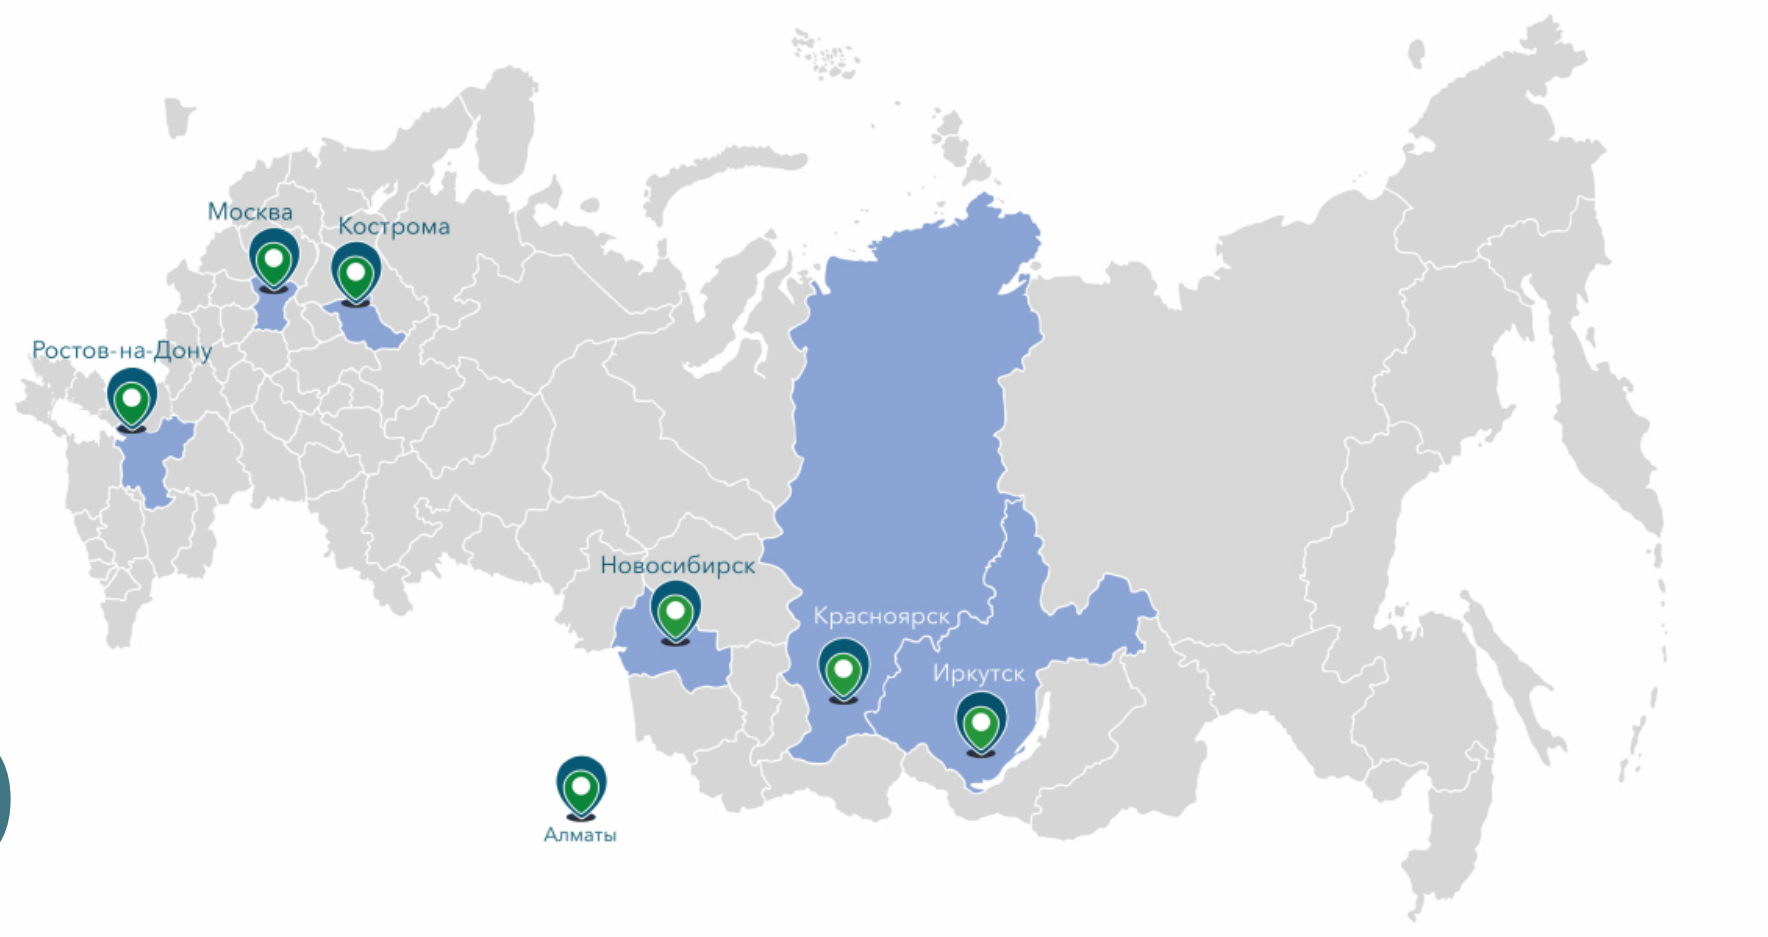 Москва
Кострома
Ростов-на-Дону
Новосибирск
Красноярск
Иркутск
Алматы